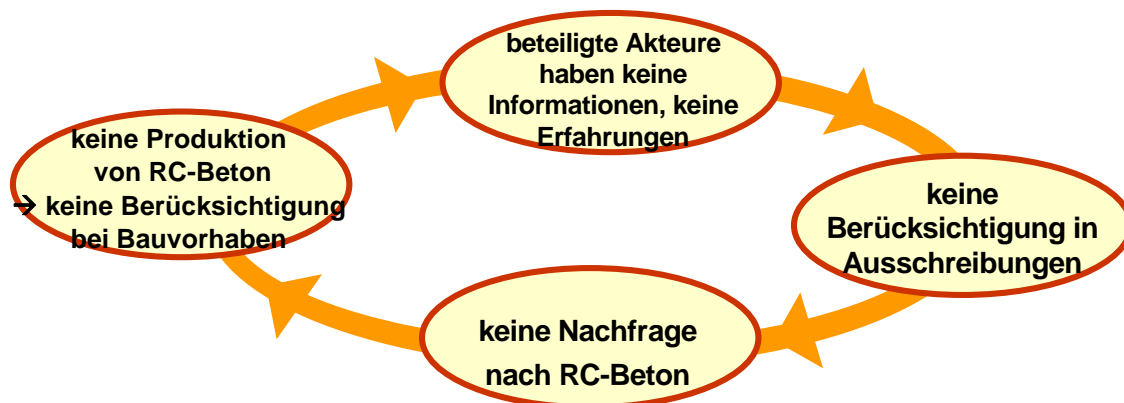 beteiligte Akteure
haben keine
Informationen, keine
Erfahrungen
keine Produktion
von RC-Beton
→ keine Berücksichtigung
bei Bauvorhaben
keine
Berücksichtigung in
Ausschreibungen
keine Nachfrage
nach RC-Beton